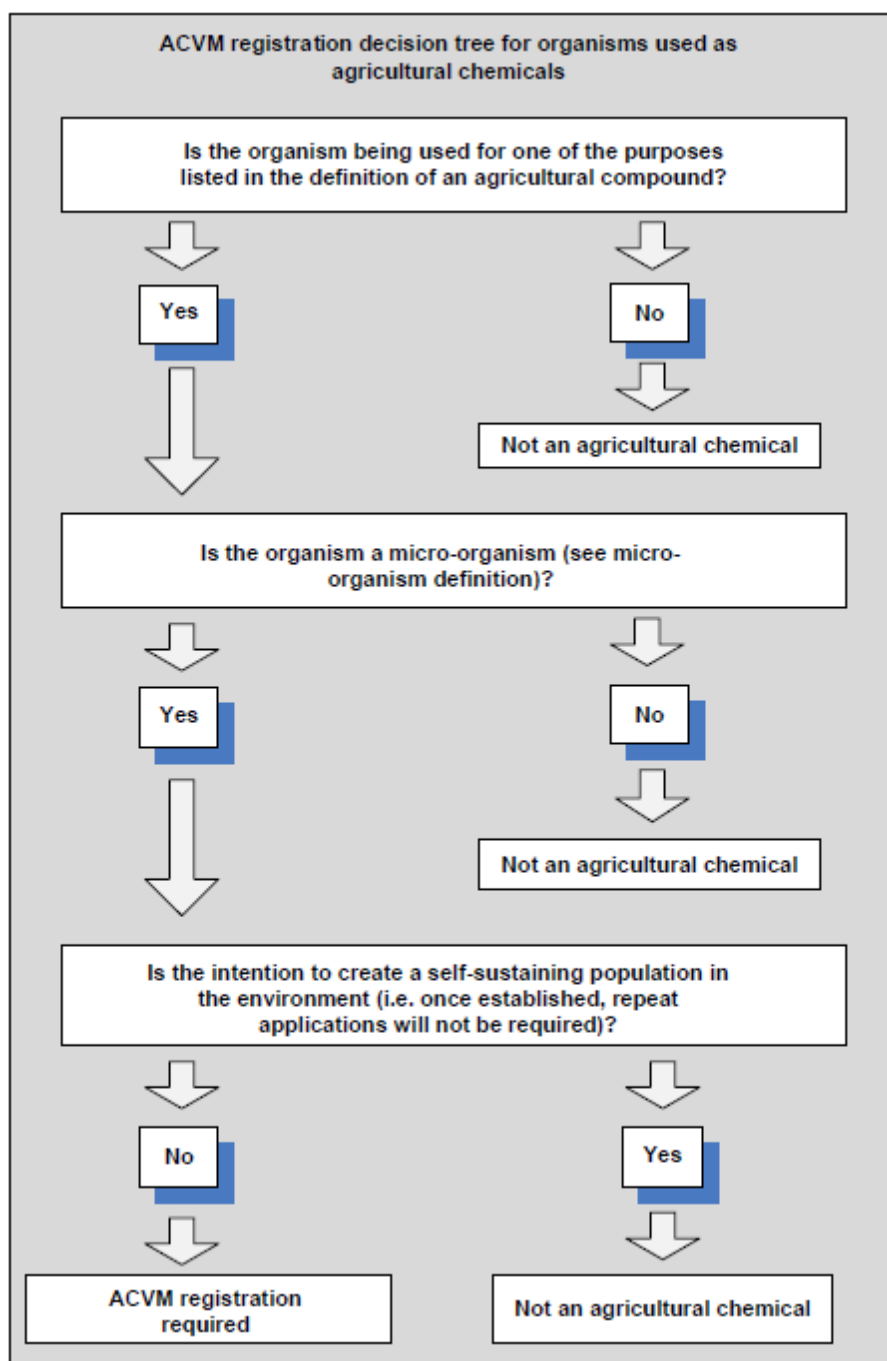 ACVM registration decision tree for organisms used as
agricultural chemicals
Is the organism being used for one of the purposes
listed in the definition of an agricultural compound?
Yes
No
Not an agricultural chemical
Is the organism a micro-organism (see micro-
organism definition)?
Yes
No
Not an agricultural chemical
Is the intention to create a self-sustaining population in
the environment (i.e. once established, repeat
applications will not be required)?
No
Yes
ACVM registration
required
Not an agricultural chemical